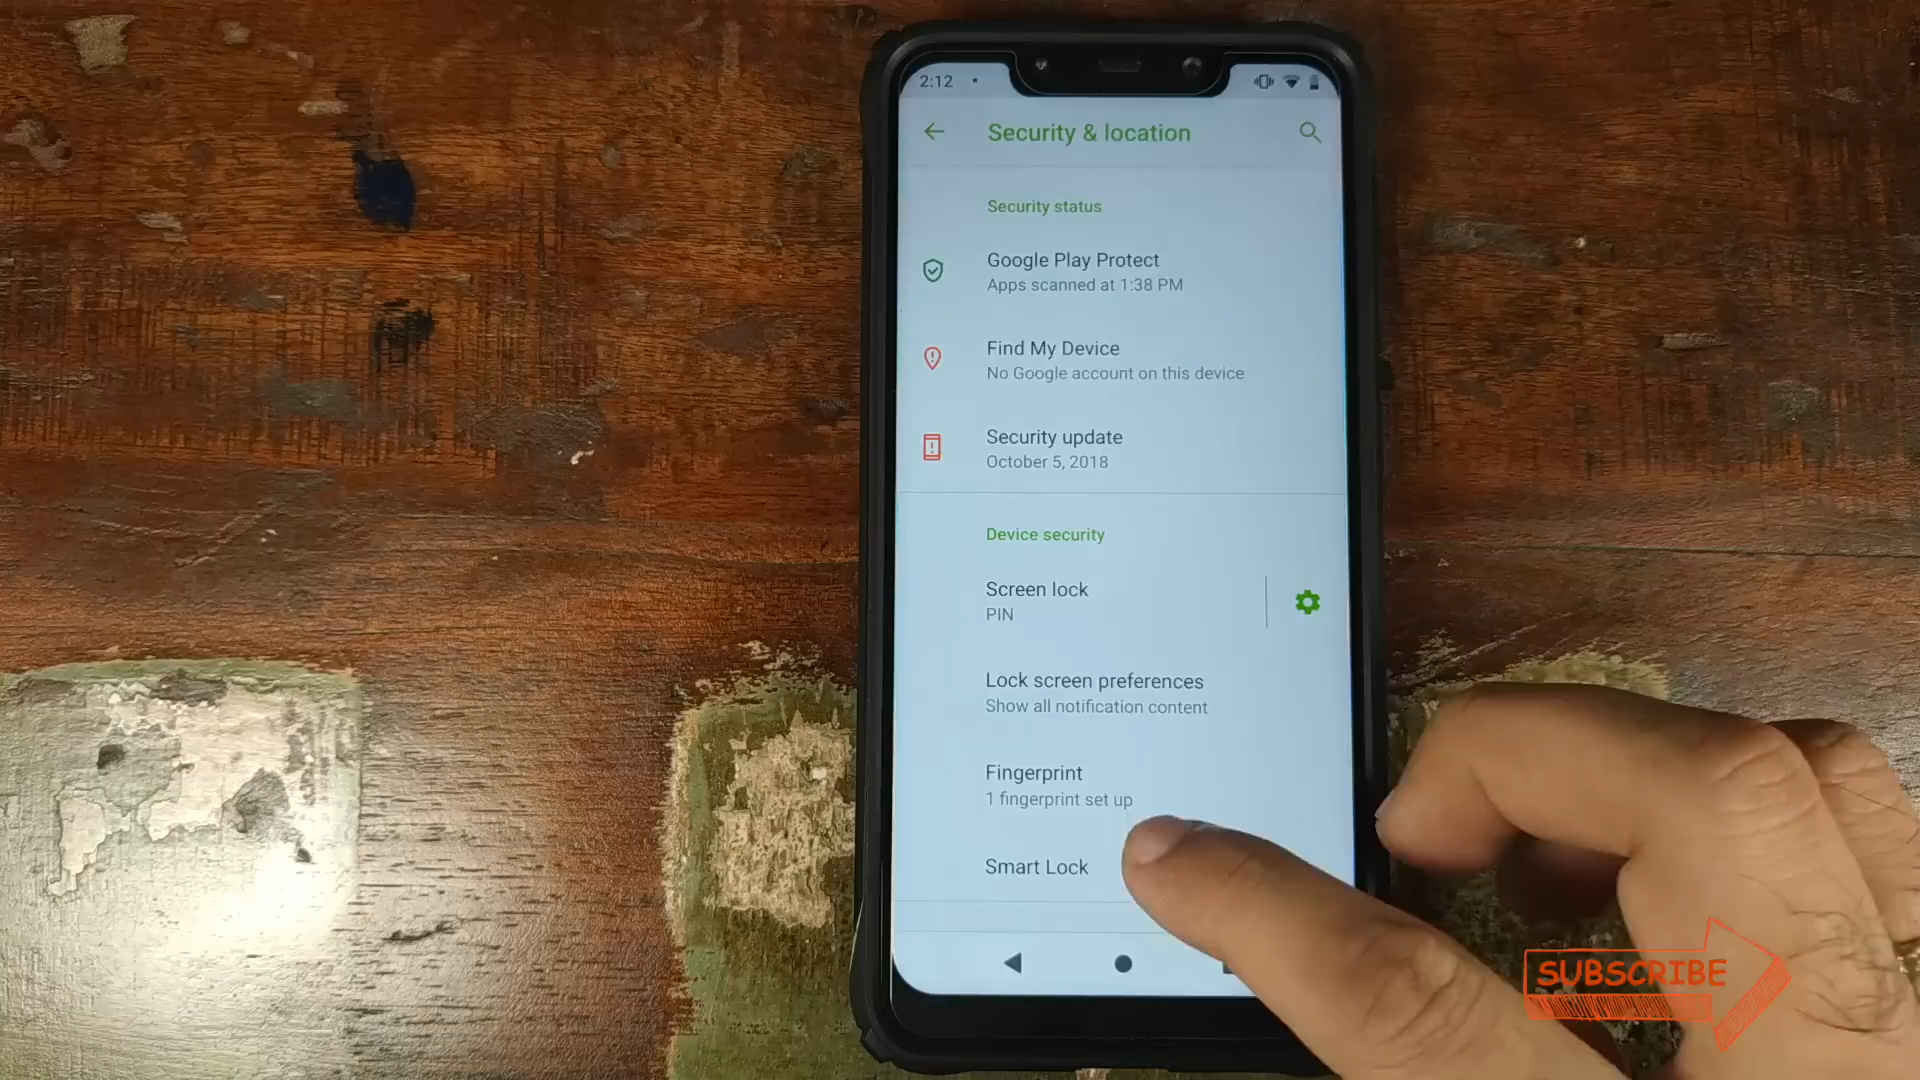 2:12
Security & location
Security status
Google Play Protect
Apps scanned at 1:38 PM
Find My Device
No Google account on this device
Security update
October 5, 2018
Device security
Screen lock
PIN
Lock screen preferences
Show all notification content
Fingerprint
1 fingerprint set up
Smart Lock
SUBSCRIBE